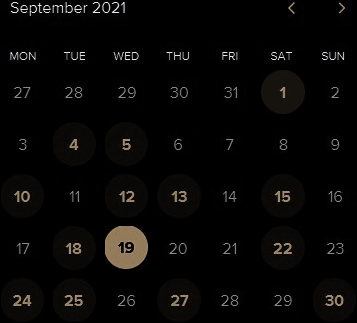 September 2021 < >
MON TUE WED THU FRI SAT SUN
27 28 29 30 31 1 2
3 4 5 6 7 8 9
10 11 12 13 14 15 16
17 18 19 20 21 22 23
24 25 26 27 28 29 30